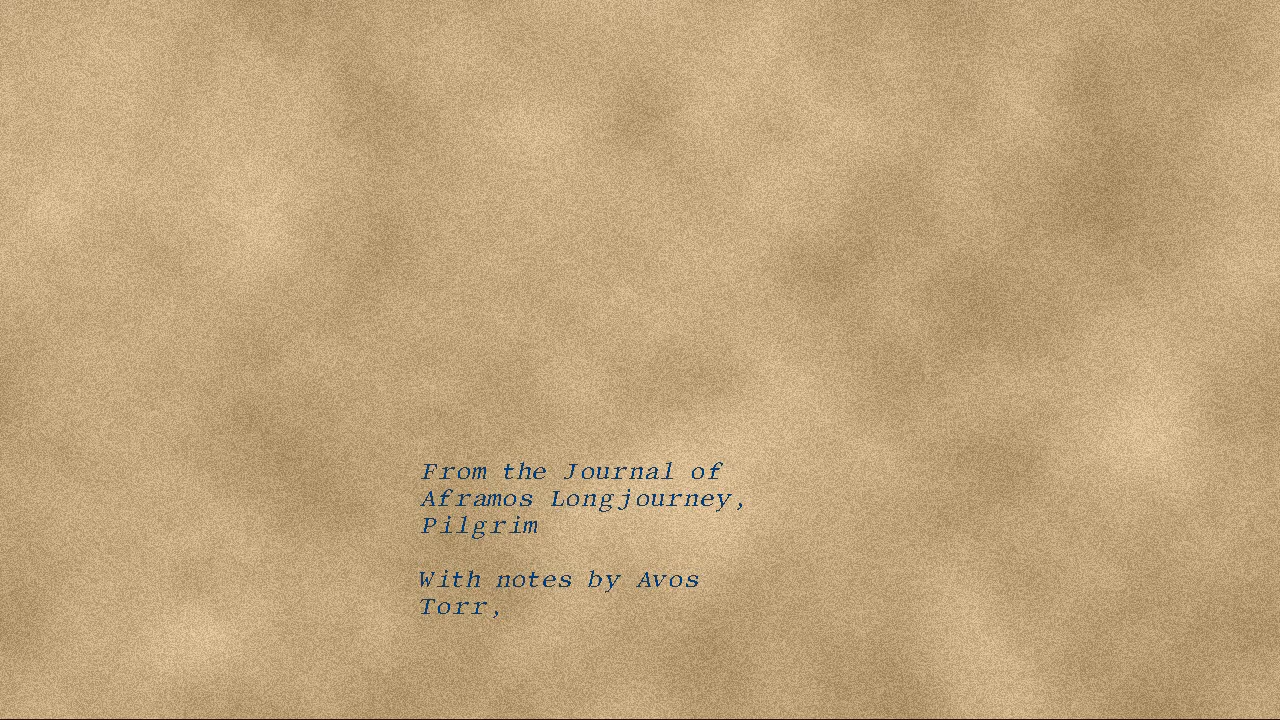 From the Journal of
Aframos Longjourney,
Pilgrim
With notes by Avos
Torr,